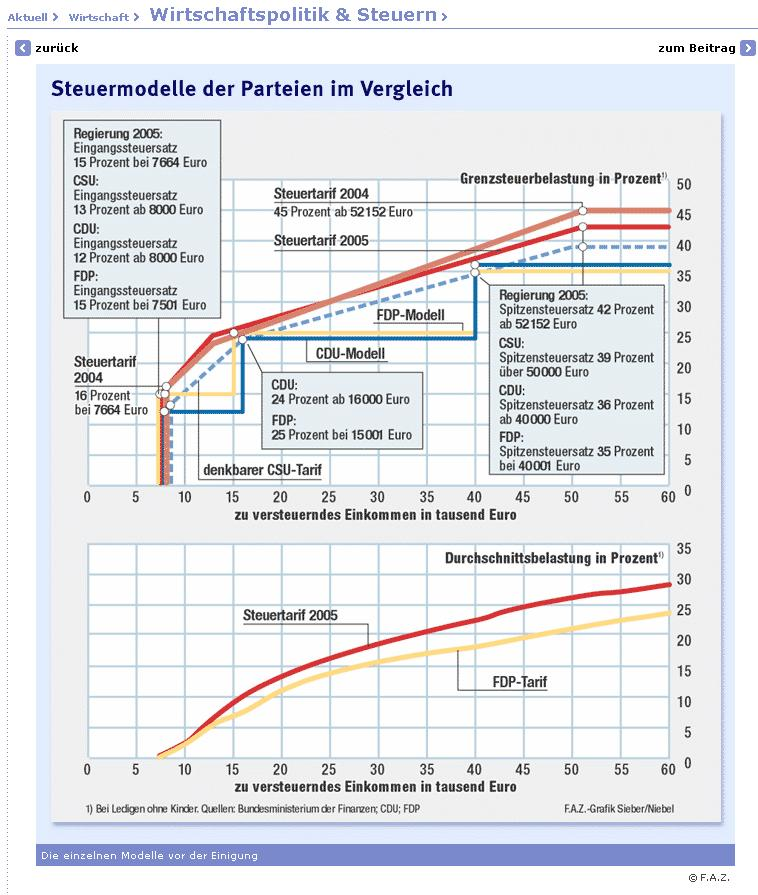 Aktuell › Wirtschaft › Wirtschaftspolitik & Steuern ›
zurück
zum Beitrag
Steuermodelle der Parteien im Vergleich
Regierung 2005:
Eingangssteuersatz
15 Prozent bei 7664 Euro
CSU:
Eingangssteuersatz
13 Prozent ab 8000 Euro
CDU:
Eingangssteuersatz
12 Prozent ab 8000 Euro
FDP:
Eingangssteuersatz
15 Prozent bei 7501 Euro
Grenzsteuerbelastung in Prozent¹⁾
Steuertarif 2004
45 Prozent ab 52152 Euro
Steuertarif 2005
FDP-Modell
CDU-Modell
Steuertarif
2004
16 Prozent
bei 7664 Euro
CDU:
24 Prozent ab 16000 Euro
FDP:
25 Prozent bei 15001 Euro
denkbarer CSU-Tarif
Regierung 2005:
Spitzensteuersatz 42 Prozent
ab 52152 Euro
CSU:
Spitzensteuersatz 39 Prozent
über 50000 Euro
CDU:
Spitzensteuersatz 36 Prozent
ab 40000 Euro
FDP:
Spitzensteuersatz 35 Prozent
bei 40001 Euro
50
45
40
35
30
25
20
15
10
5
0
0 5 10 15 20 25 30 35 40 45 50 55 60
zu versteuerndes Einkommen in tausend Euro
Durchschnittsbelastung in Prozent¹⁾
Steuertarif 2005
FDP-Tarif
35
30
25
20
15
10
5
0
0 5 10 15 20 25 30 35 40 45 50 55 60
zu versteuerndes Einkommen in tausend Euro
1) Bei Ledigen ohne Kinder. Quellen: Bundesministerium der Finanzen; CDU; FDP
F.A.Z.-Grafik Sieber/Niebel
Die einzelnen Modelle vor der Einigung
© F.A.Z.